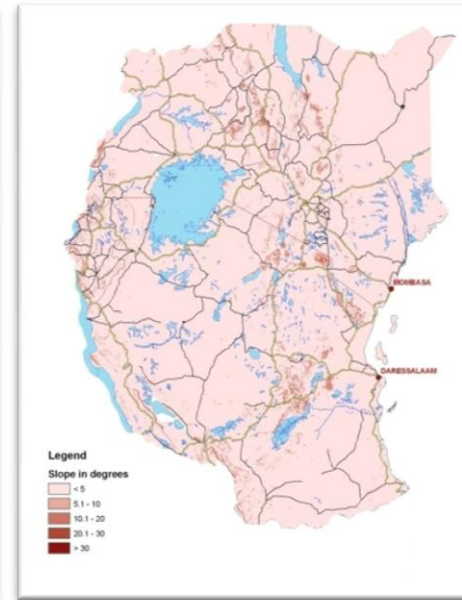 MOMBASA
DARESSALAAM
Legend
Slope in degrees
< 5
5.1 - 10
10.1 - 20
20.1 - 30
> 30